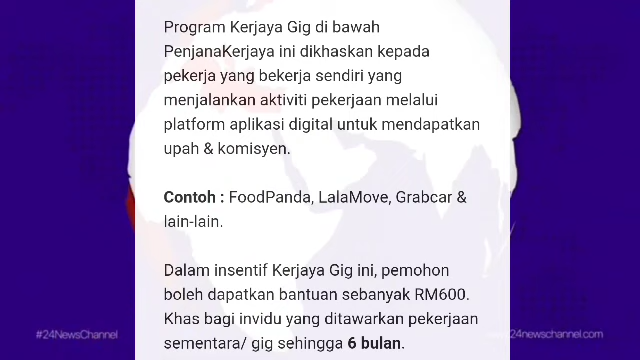 Program Kerjaya Gig di bawah
PenjanaKerjaya ini dikhaskan kepada
pekerja yang bekerja sendiri yang
menjalankan aktiviti pekerjaan melalui
platform aplikasi digital untuk mendapatkan
upah & komisyen.
Contoh : FoodPanda, LalaMove, Grabcar &
lain-lain.
Dalam insentif Kerjaya Gig ini, pemohon
boleh dapatkan bantuan sebanyak RM600.
Khas bagi invidu yang ditawarkan pekerjaan
sementara/ gig sehingga 6 bulan.
#24NewsChannel
24newschannel.com